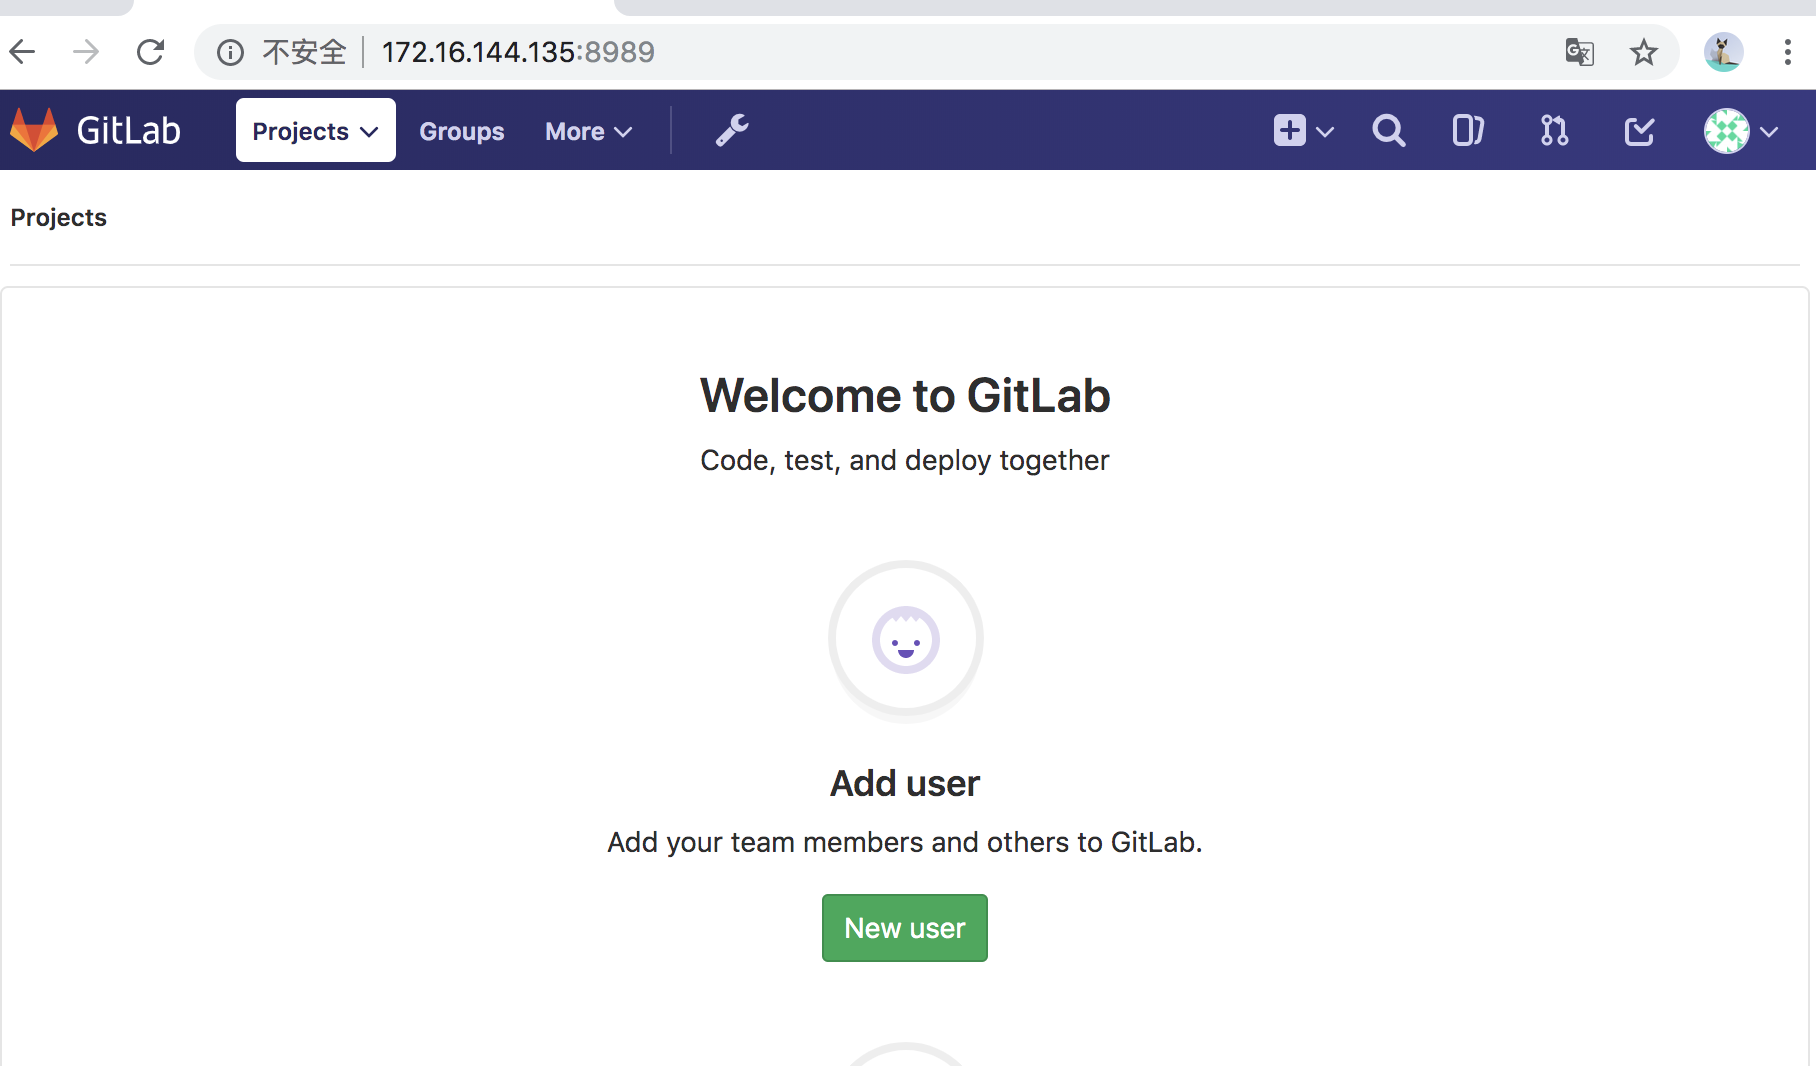 不安全 172.16.144.135:8989
GitLab Projects Groups More
Projects
Welcome to GitLab
Code, test, and deploy together
Add user
Add your team members and others to GitLab.
New user